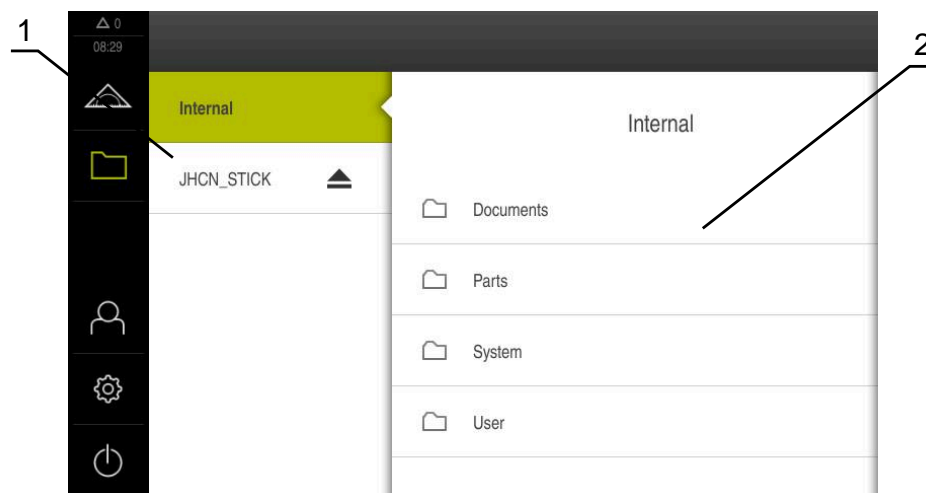 1
2
0
08:29
Internal
JHCN_STICK
Internal
Documents
Parts
System
User